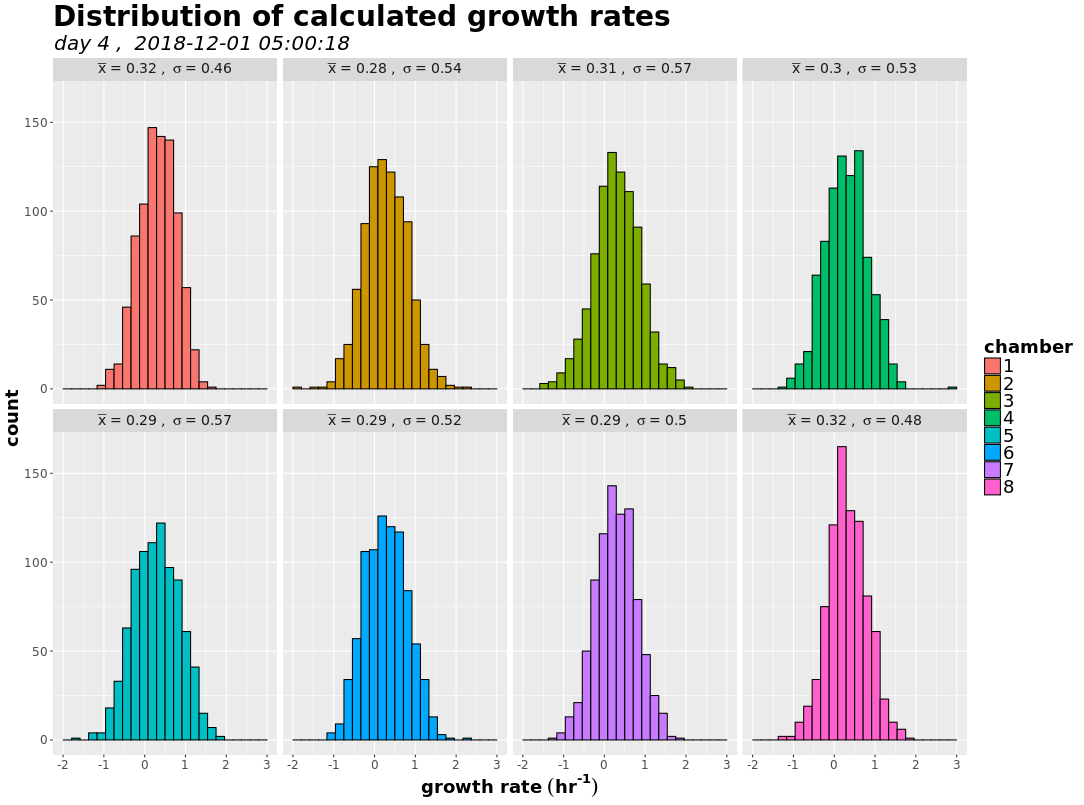 Distribution of calculated growth rates
day 4 , 2018-12-01 05:00:18
x̅ = 0.32 , σ = 0.46
x̅ = 0.28 , σ = 0.54
x̅ = 0.31 , σ = 0.57
x̅ = 0.3 , σ = 0.53
150
100
50
0
x̅ = 0.29 , σ = 0.57
x̅ = 0.29 , σ = 0.52
x̅ = 0.29 , σ = 0.5
x̅ = 0.32 , σ = 0.48
150
100
50
0
-2 -1 0 1 2 3
-2 -1 0 1 2 3
-2 -1 0 1 2 3
-2 -1 0 1 2 3
growth rate (hr⁻¹)
count
chamber
1
2
3
4
5
6
7
8